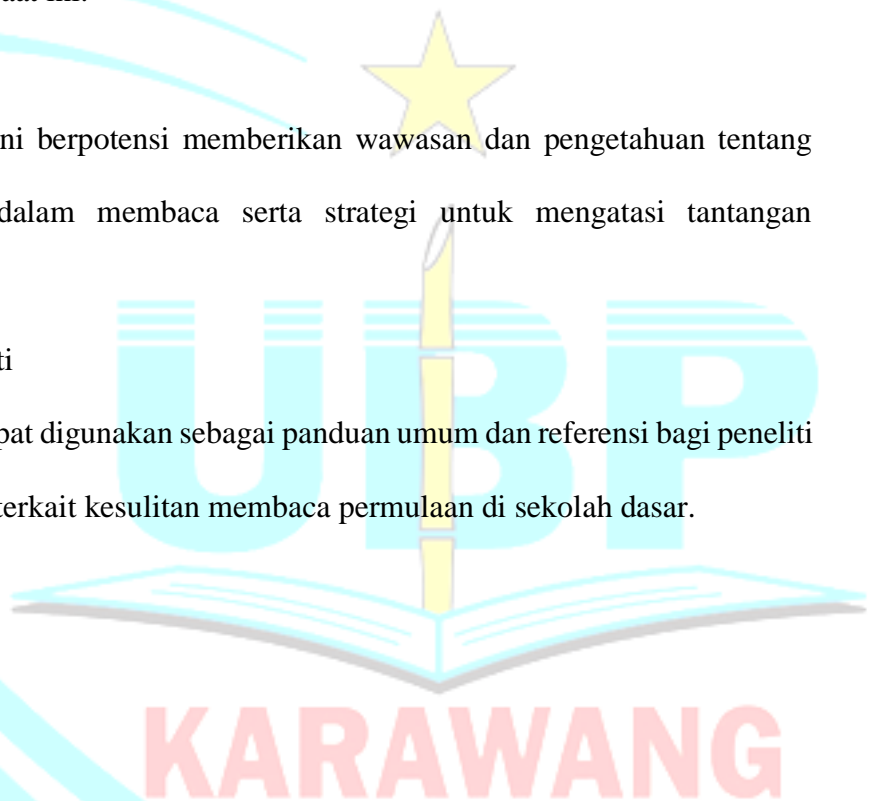 ni berpotensi memberikan wawasan dan pengetahuan tentang
dalam membaca serta strategi untuk mengatasi tantangan
UBP
ti
pat digunakan sebagai panduan umum dan referensi bagi peneliti
terkait kesulitan membaca permulaan di sekolah dasar.
KARAWANG